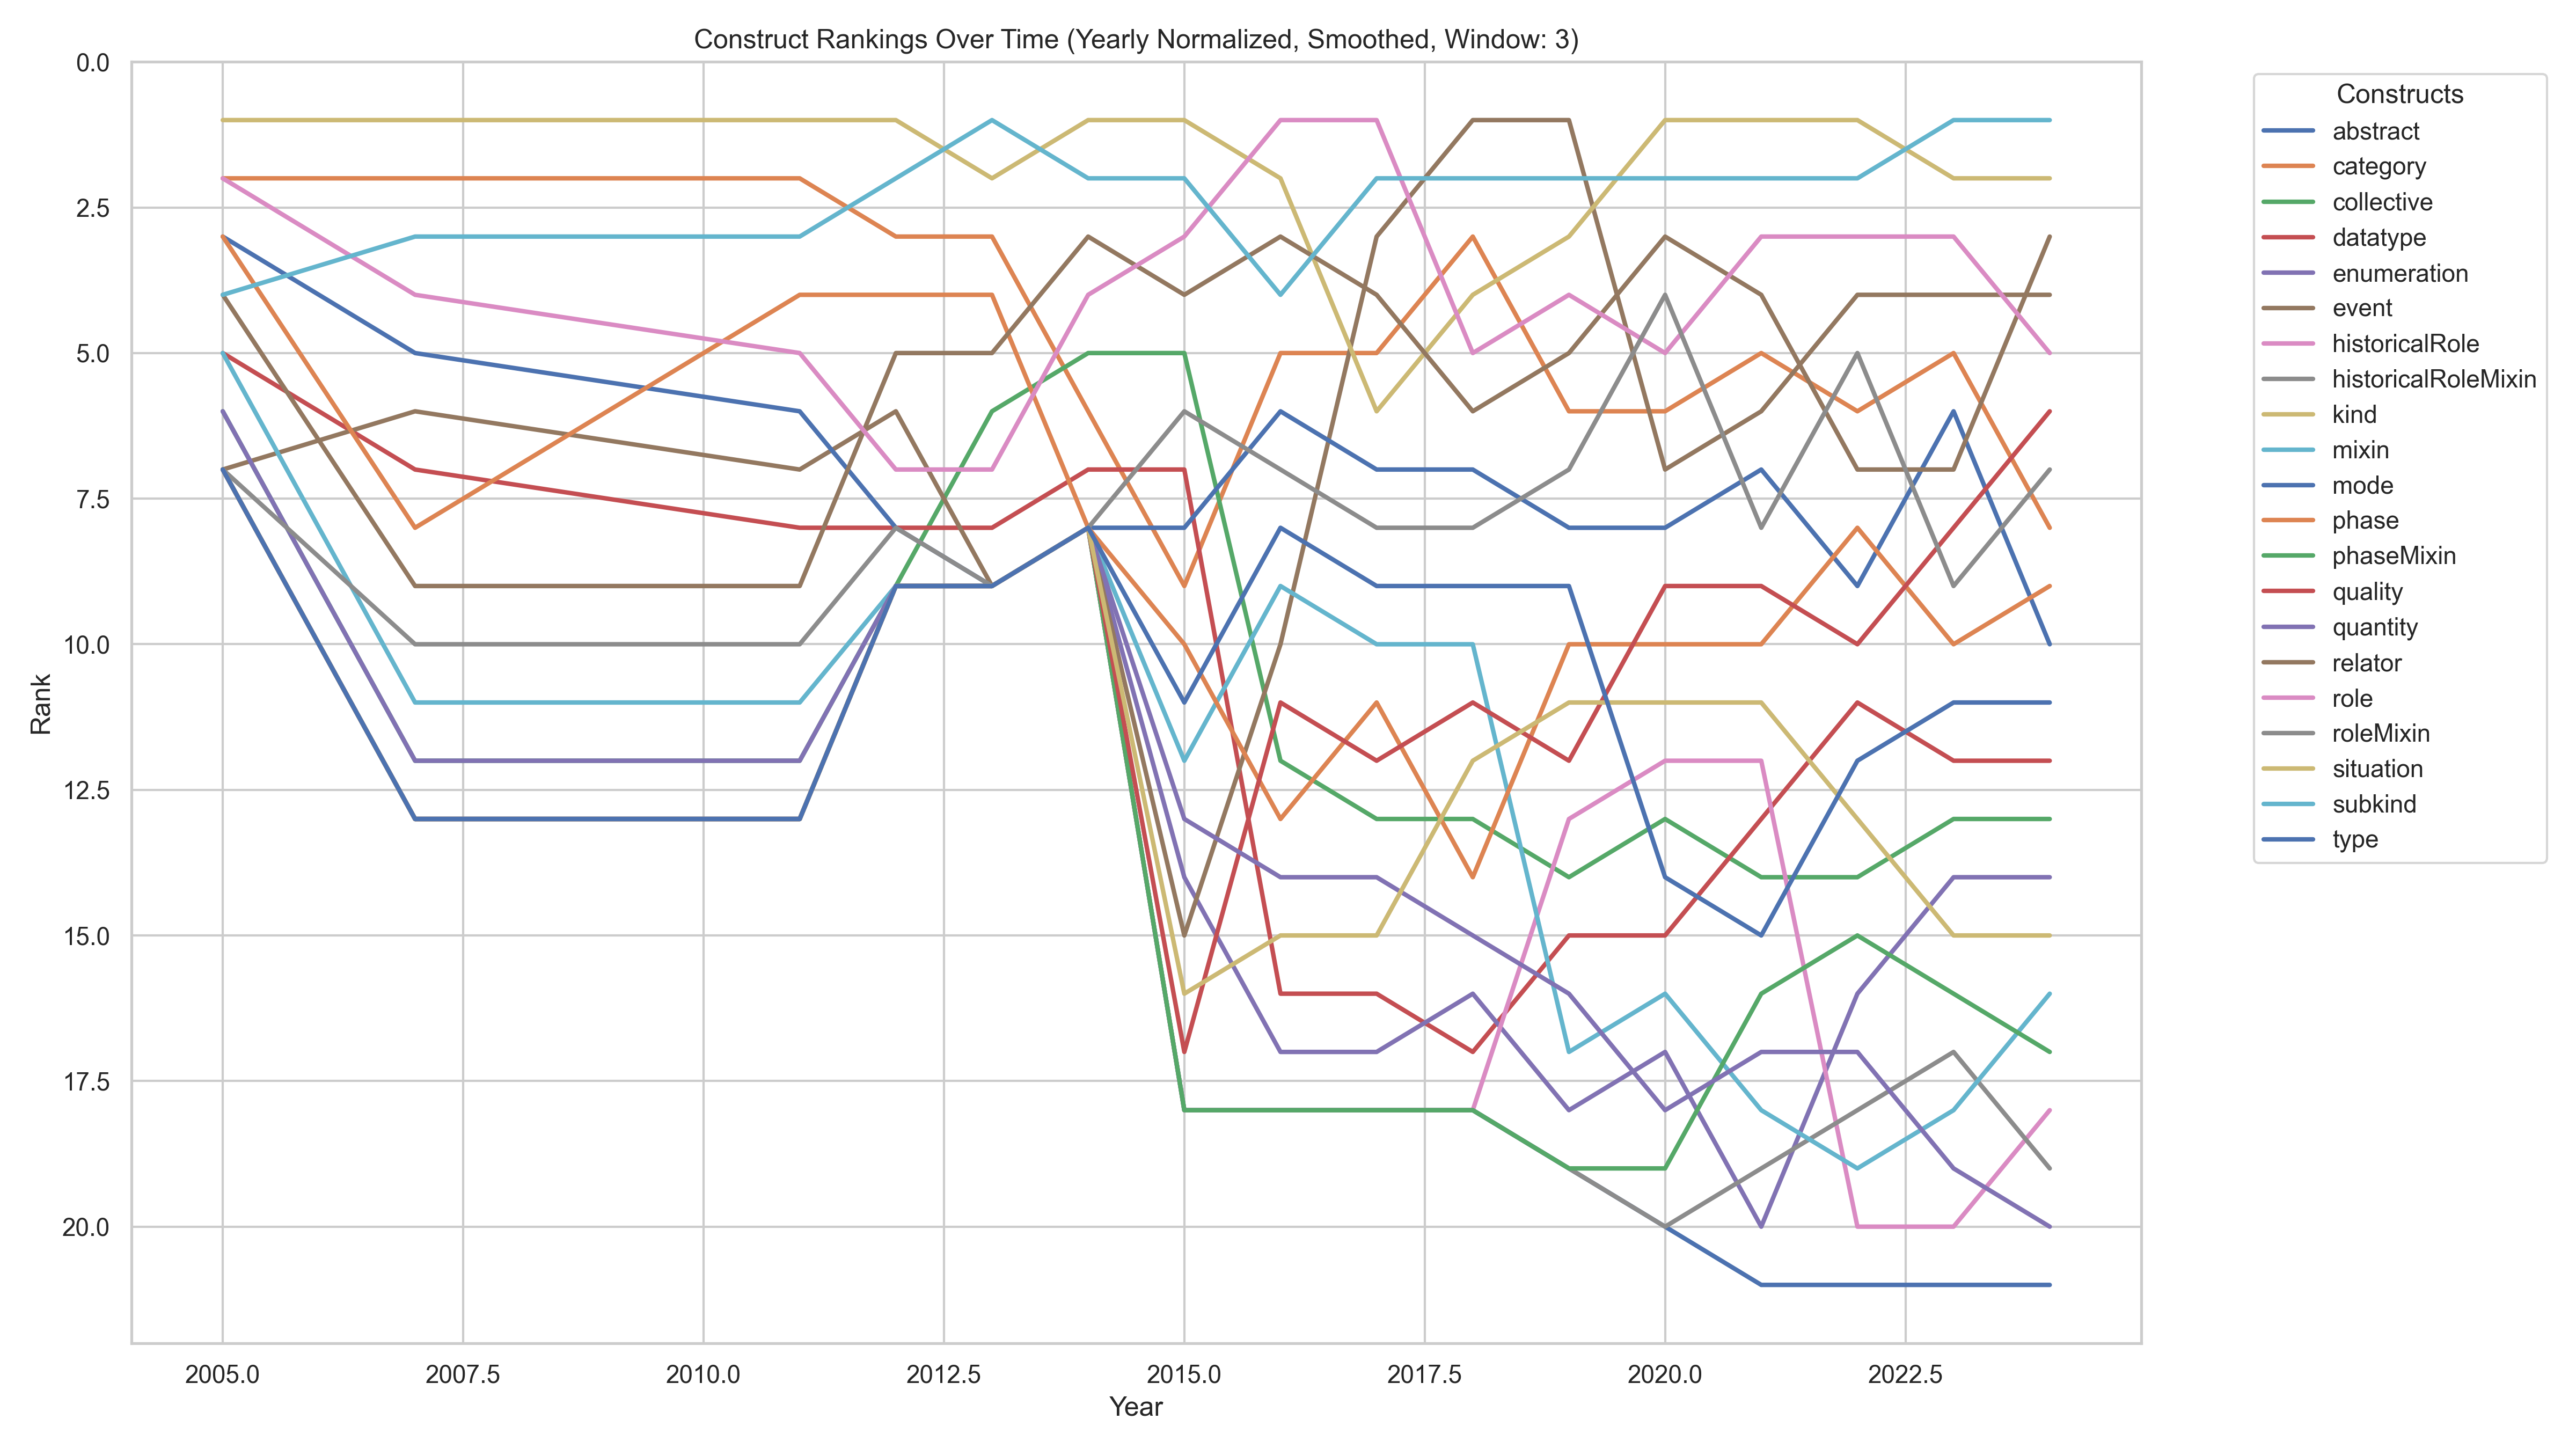 Construct Rankings Over Time (Yearly Normalized, Smoothed, Window: 3)
0.0
2.5
5.0
7.5
10.0
12.5
15.0
17.5
20.0
Rank
2005.0
2007.5
2010.0
2012.5
2015.0
2017.5
2020.0
2022.5
Year
Constructs
abstract
category
collective
datatype
enumeration
event
historicalRole
historicalRoleMixin
kind
mixin
mode
phase
phaseMixin
quality
quantity
relator
role
roleMixin
situation
subkind
type